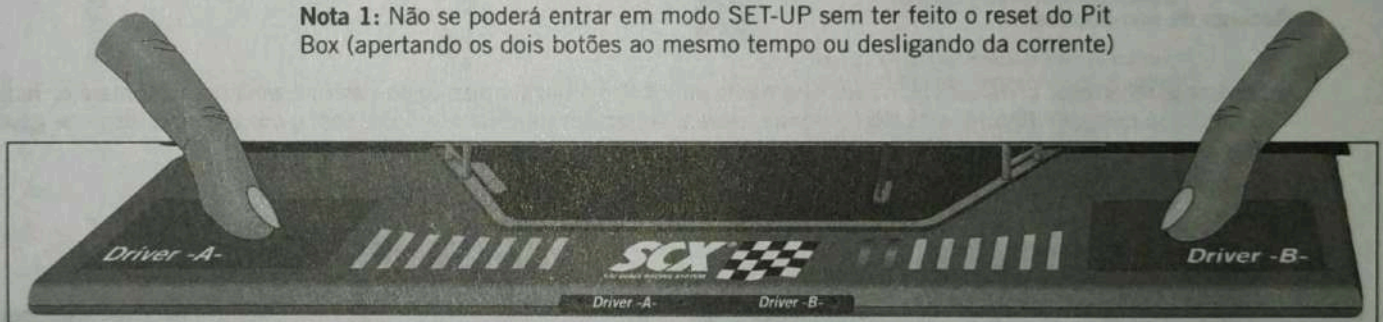 Nota 1: Não se poderá entrar em modo SET-UP sem ter feito o reset do Pit
Box (apertando os dois botões ao mesmo tempo ou desligando da corrente)
Driver -A-
SCX
Driver -B-
Driver -A-
Driver -B-